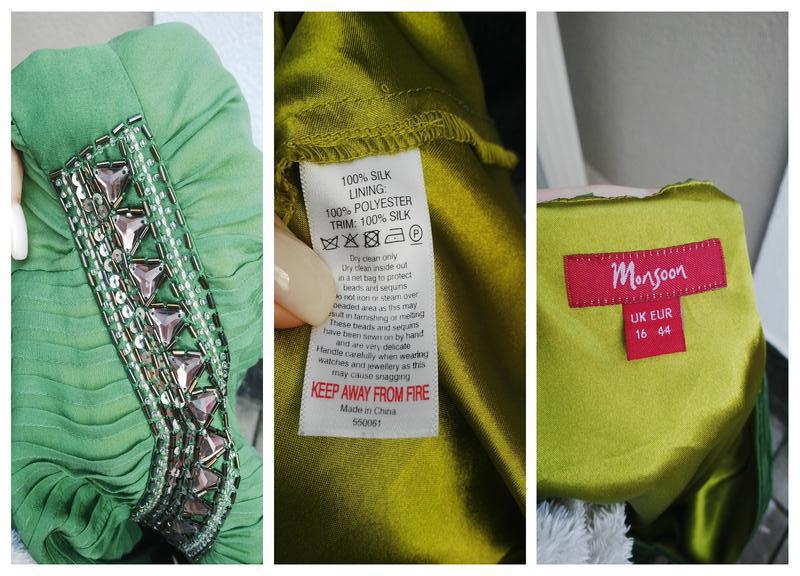 100% SILK
LINING:
100% POLYESTER
TRIM: 100% SILK
P
Dry clean only
Dry clean inside out
in a net bag to protect
beads and sequins
Do not iron or steam over
beaded area as this may
result in farnishing or melting
These beads and sequins
have been sewn on by hand
and are very delicate
Handle carefully when wearing
watches and jewellery as this
may cause snagging
KEEP AWAY FROM FIRE
Made in China
550061
Monsoon
UK EUR
16 44